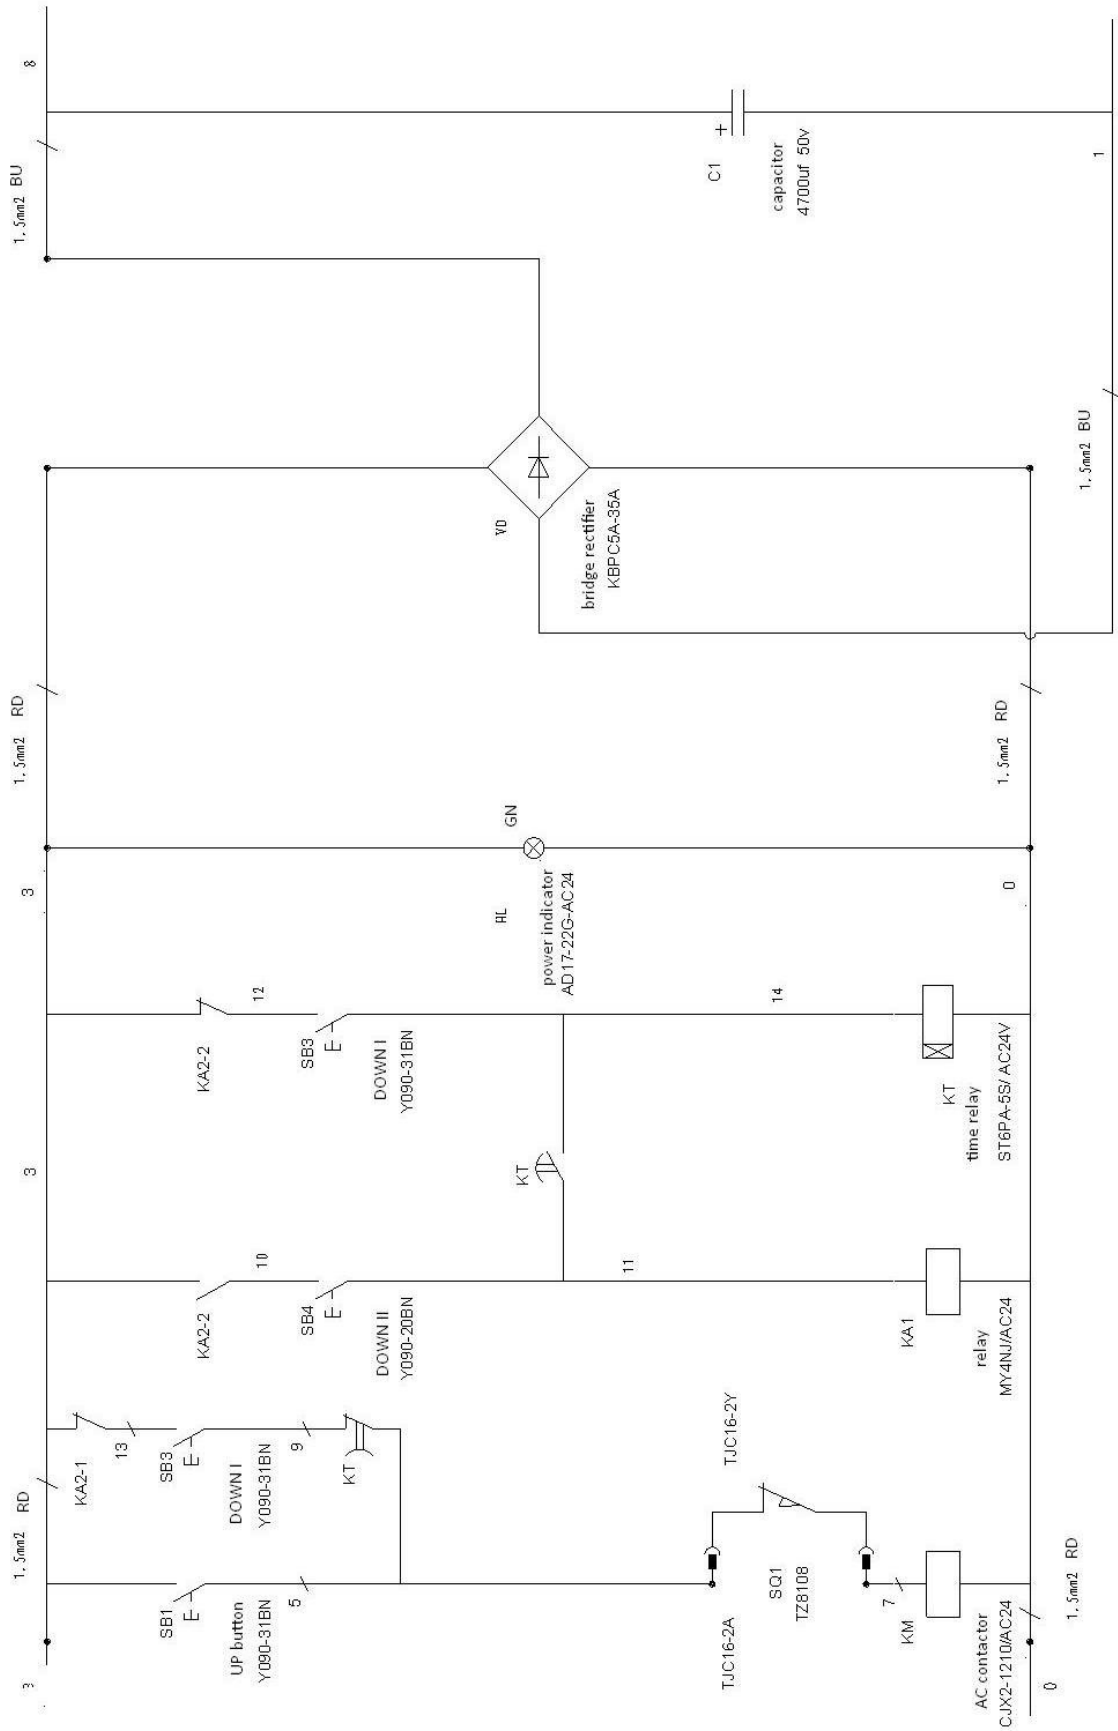 3
1, 5mm2 RD
3
3
1, 5mm2 RD
1, 5mm2 BU
8
KA2-1
13
SB1
UP button
Y090-31BN
5
SB3
DOWN I
Y090-31BN
9
KT
KA2-2
10
SB4
DOWN II
Y090-20BN
KA2-2
12
SB3
DOWN I
Y090-31BN
KT
11
14
HL
GN
power indicator
AD17-22G-AC24
VD
bridge rectifier
KBPC5A-35A
C1
+
capacitor
4700uf 50v
TJC16-2A
TJC16-2Y
SQ1
TZ8108
7
KM
AC contactor
CJX2-1210/AC24
KA1
relay
MY4NJ/AC24
KT
time relay
ST6PA-5S/ AC24V
0
1, 5mm2 RD
0
1, 5mm2 RD
1, 5mm2 BU
1